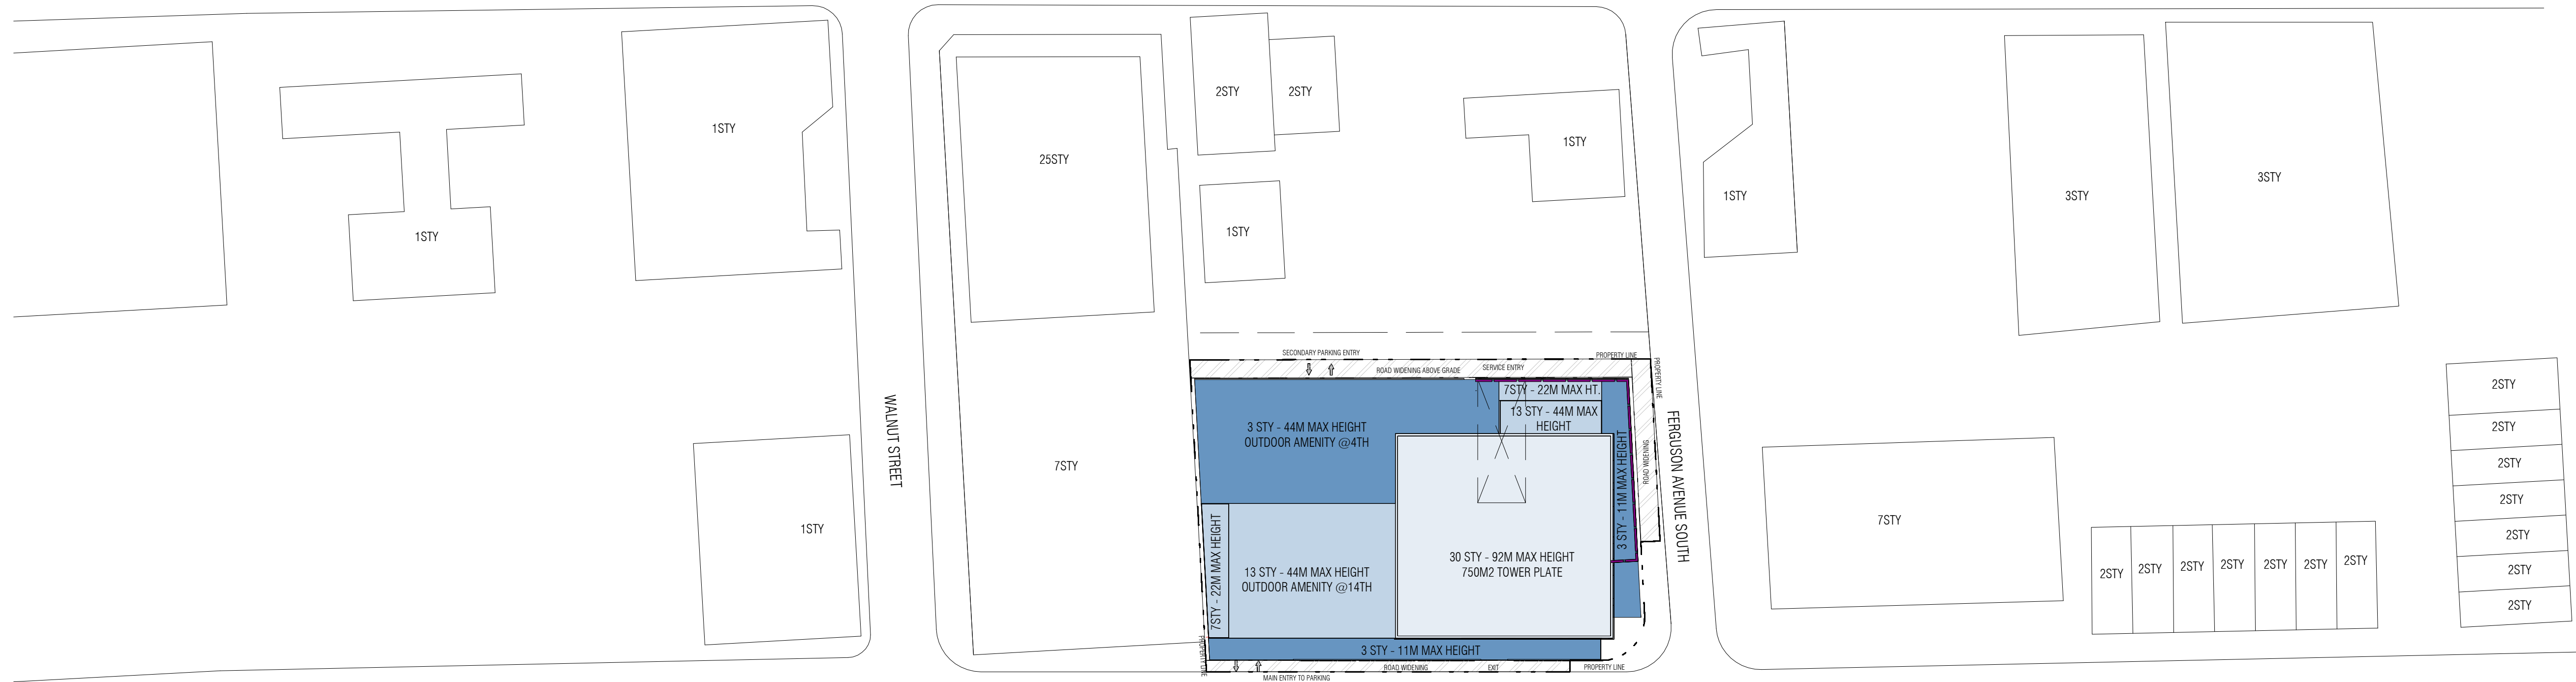 1STY
2STY
2STY
25STY
1STY
1STY
3STY
3STY
1STY
1STY
1STY
SECONDARY PARKING ENTRY
PROPERTY LINE
ROAD WIDENING ABOVE GRADE
SERVICE ENTRY
PROPERTY LINE
7STY - 22M MAX HT.
13 STY - 44M MAX
HEIGHT
3 STY - 44M MAX HEIGHT
OUTDOOR AMENITY @4TH
WALNUT STREET
FERGUSON AVENUE SOUTH
ROAD WIDENING
3 STY - 11M MAX HEIGHT
7STY
1STY
7STY - 22M MAX HEIGHT
13 STY - 44M MAX HEIGHT
OUTDOOR AMENITY @14TH
30 STY - 92M MAX HEIGHT
750M2 TOWER PLATE
7STY
2STY
2STY
2STY
2STY
2STY
2STY
2STY
2STY
2STY
2STY
2STY
2STY
2STY
2STY
3 STY - 11M MAX HEIGHT
PROPERTY LINE
ROAD WIDENING
EXIT
PROPERTY LINE
MAIN ENTRY TO PARKING